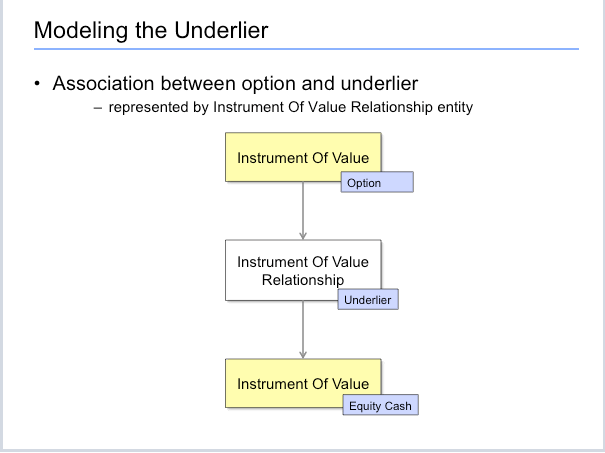 Modeling the Underlier
• Association between option and underlier
– represented by Instrument Of Value Relationship entity
Instrument Of Value
Option
Instrument Of Value
Relationship
Underlier
Instrument Of Value
Equity Cash